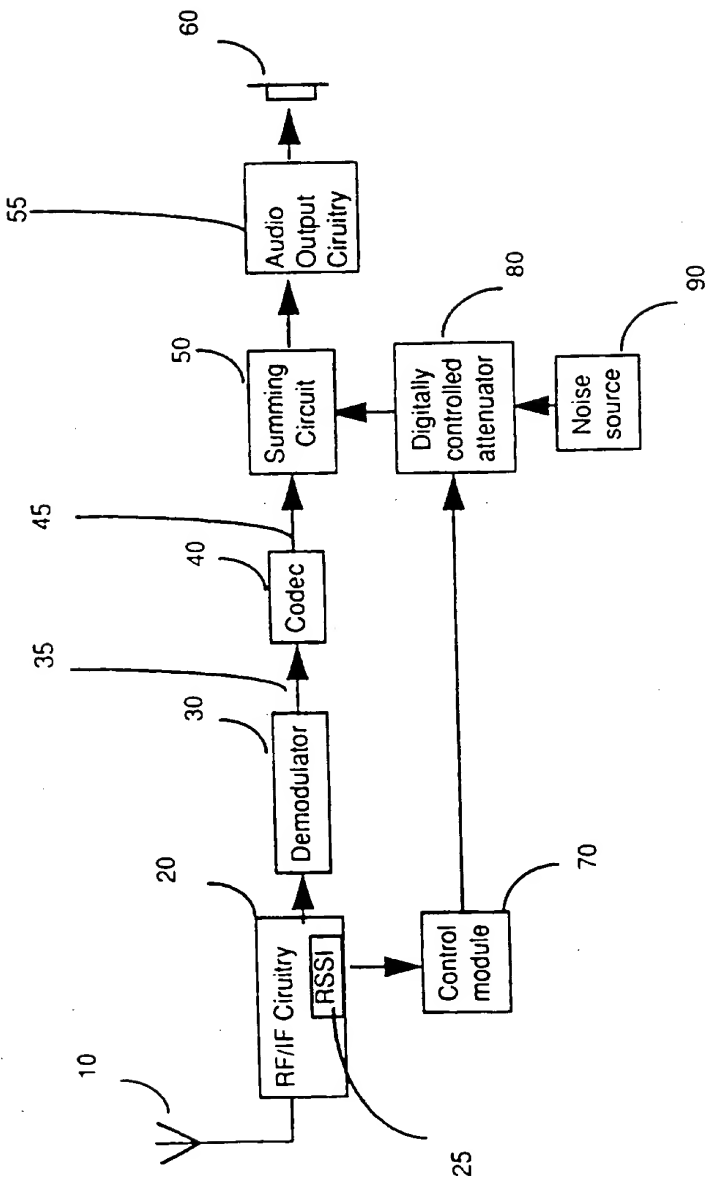 10
20
RF/IF Ciruitry
RSSI
25
30
Demodulator
35
40
Codec
45
50
Summing
Circuit
55
Audio
Output
Ciruitry
60
Control
module
70
Digitally
controlled
attenuator
80
Noise
source
90